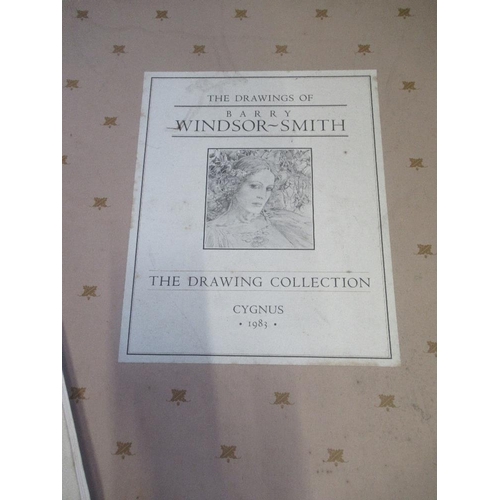 THE DRAWINGS OF
BARRY
WINDSOR~SMITH
THE DRAWING COLLECTION
CYGNUS
• 1983 •